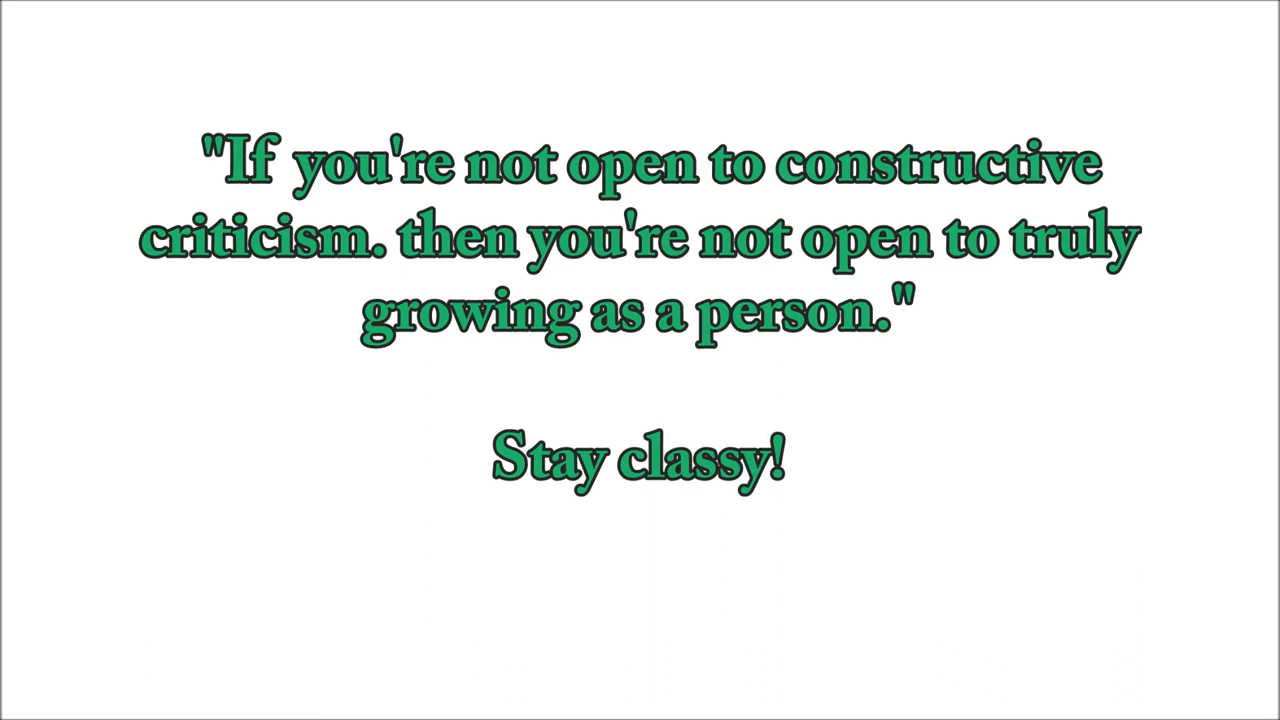 "If you're not open to constructive
criticism. then you're not open to truly
growing as a person."
Stay classy!